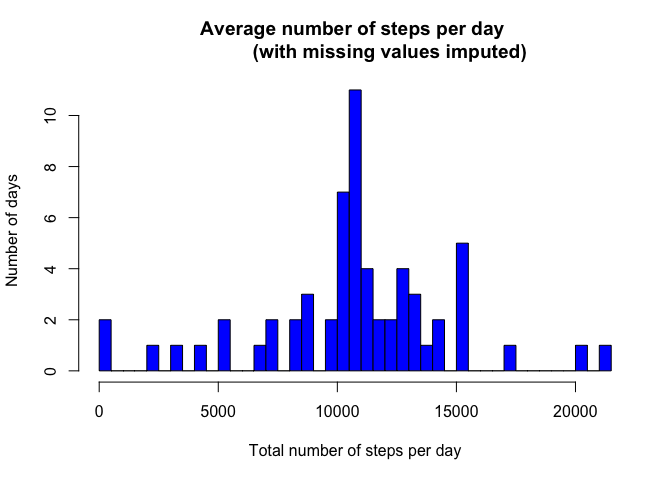 Average number of steps per day
(with missing values imputed)
10
8
6
4
2
0
Number of days
0 5000 10000 15000 20000
Total number of steps per day